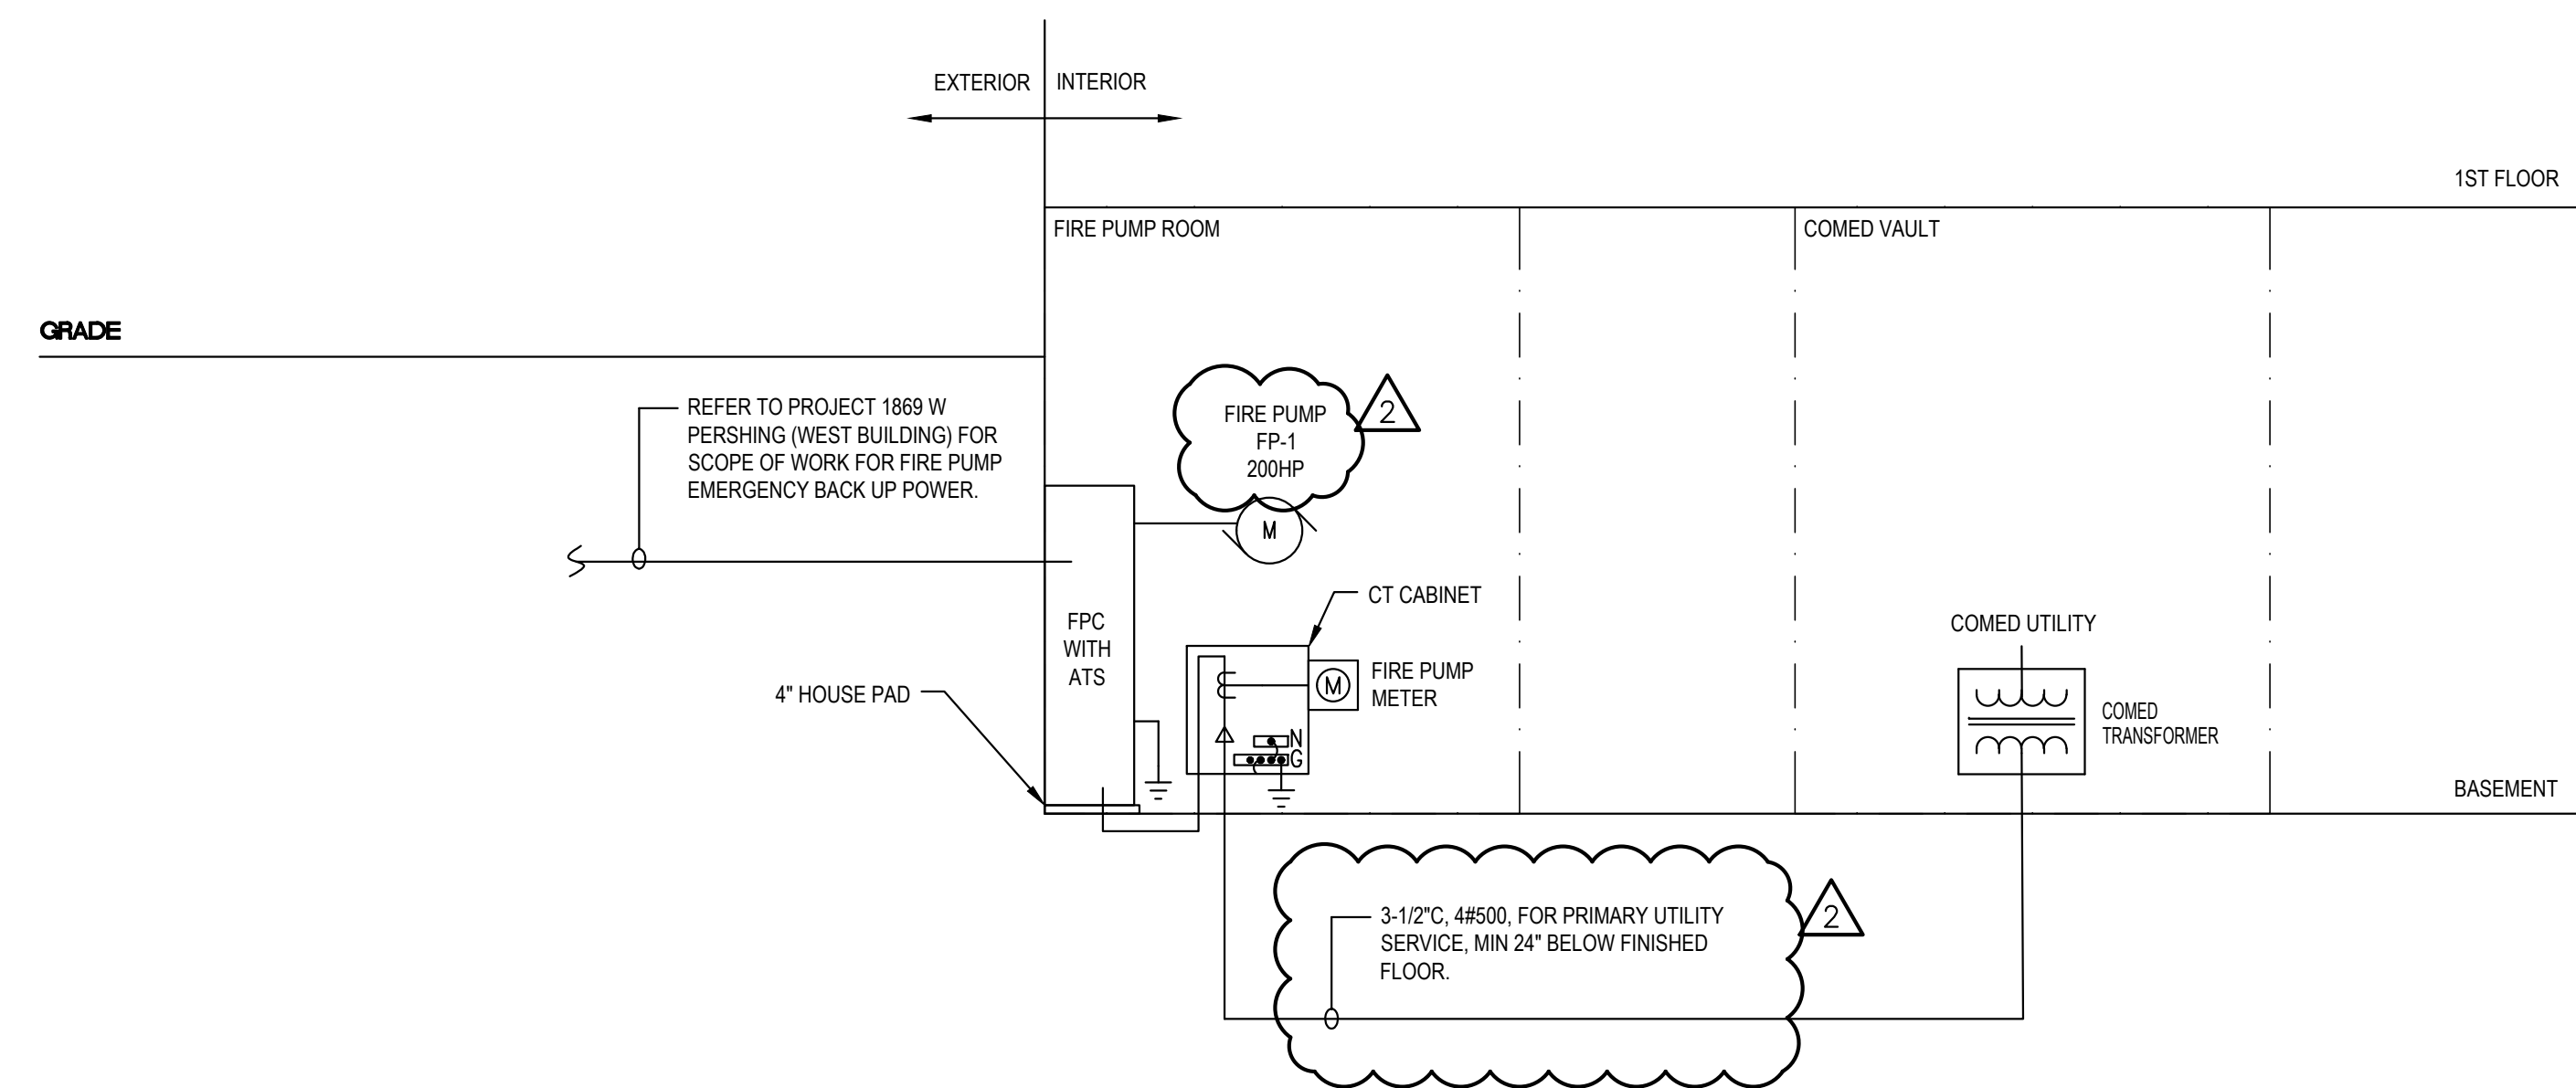 EXTERIOR
INTERIOR
1ST FLOOR
FIRE PUMP ROOM
COMED VAULT
GRADE
REFER TO PROJECT 1869 W
PERSHING (WEST BUILDING) FOR
SCOPE OF WORK FOR FIRE PUMP
EMERGENCY BACK UP POWER.
FIRE PUMP
FP-1
200HP
2
M
CT CABINET
FPC
WITH
ATS
FIRE PUMP
METER
M
N
G
4" HOUSE PAD
COMED UTILITY
COMED
TRANSFORMER
BASEMENT
3-1/2"C, 4#500, FOR PRIMARY UTILITY
SERVICE, MIN 24" BELOW FINISHED
FLOOR.
2